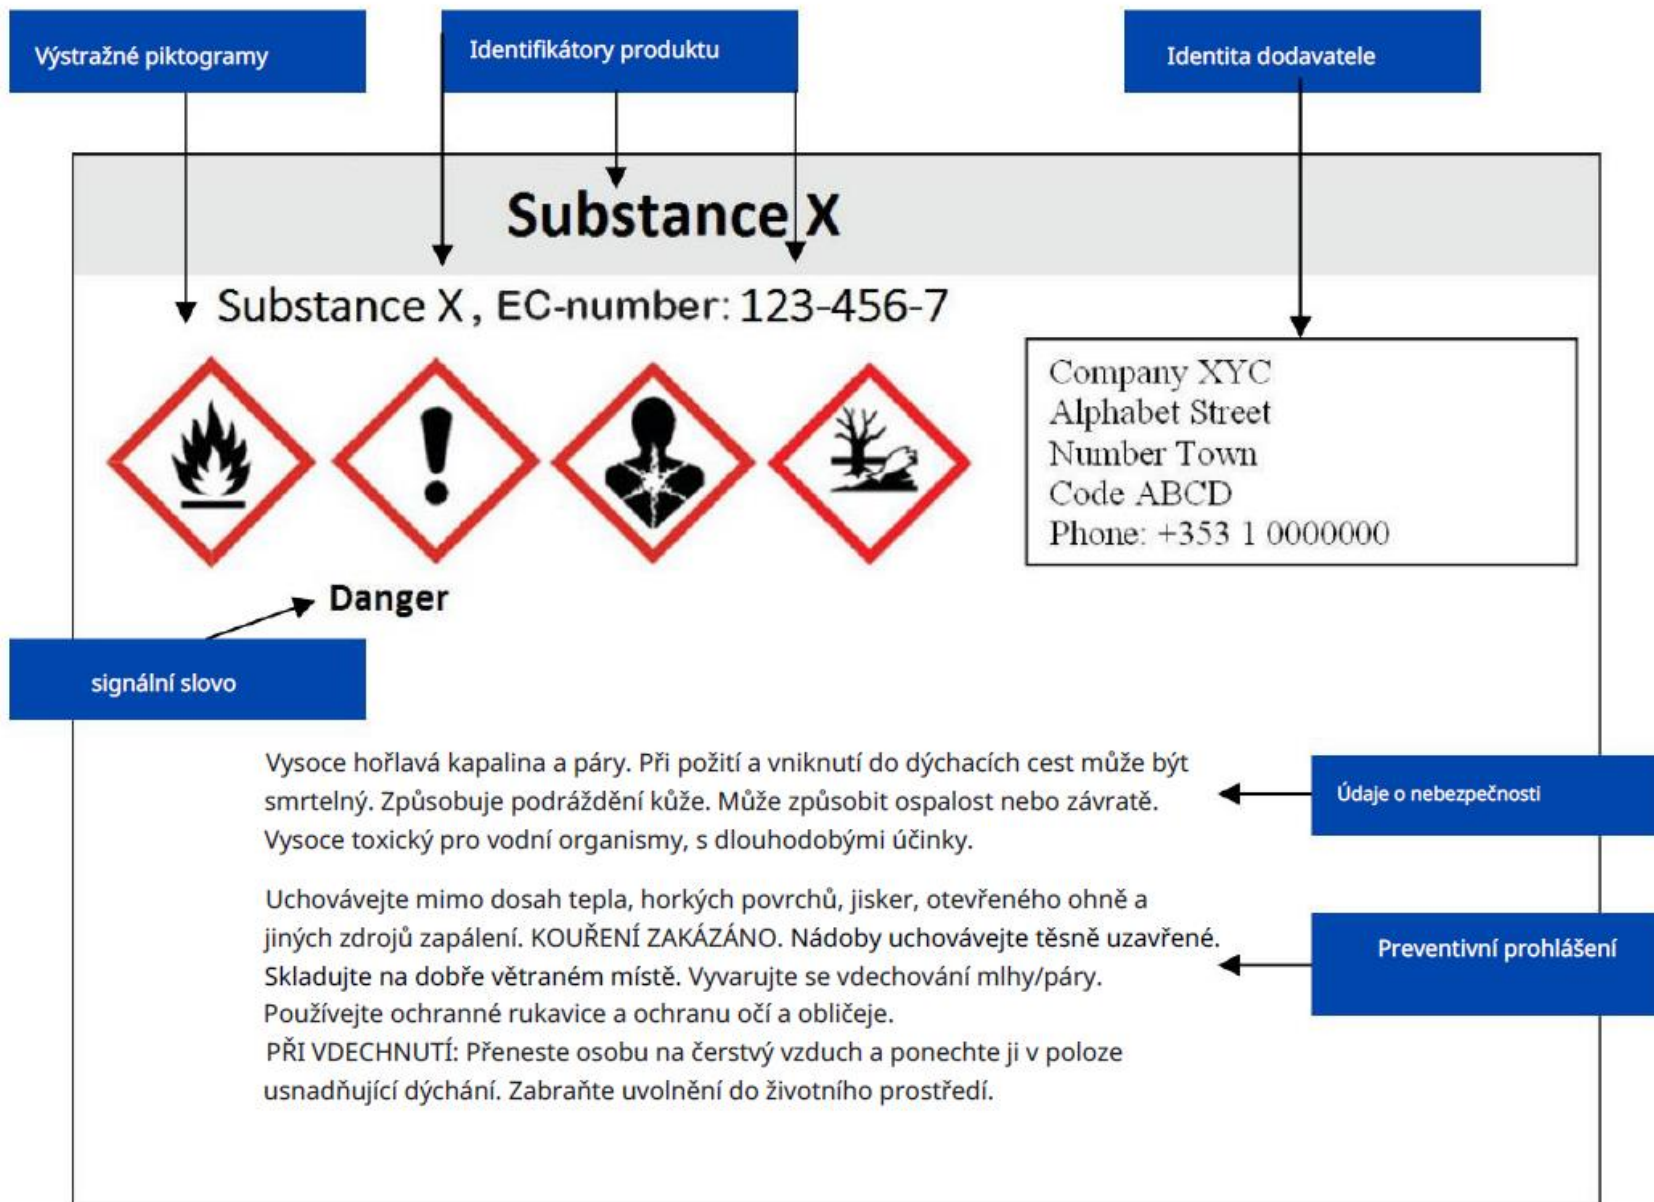 Výstražné piktogramy
Identifikátory produktu
Identita dodavatele
Substance X
Substance X, EC-number: 123-456-7
Company XYC
Alphabet Street
Number Town
Code ABCD
Phone: +353 1 0000000
Danger
signální slovo
Vysoce hořlavá kapalina a páry. Při požití a vniknutí do dýchacích cest může být
smrtelný. Způsobuje podráždění kůže. Může způsobit ospalost nebo závratě.
Vysoce toxický pro vodní organismy, s dlouhodobými účinky.
Údaje o nebezpečnosti
Uchovávejte mimo dosah tepla, horkých povrchů, jisker, otevřeného ohně a
jiných zdrojů zapálení. KOUŘENÍ ZAKÁZÁNO. Nádoby uchovávejte těsně uzavřené.
Skladujte na dobře větraném místě. Vyvarujte se vdechování mlhy/páry.
Používejte ochranné rukavice a ochranu očí a obličeje.
PŘI VDECHNUTÍ: Přeneste osobu na čerstvý vzduch a ponechte ji v poloze
usnadňující dýchání. Zabraňte uvolnění do životního prostředí.
Preventivní prohlášení